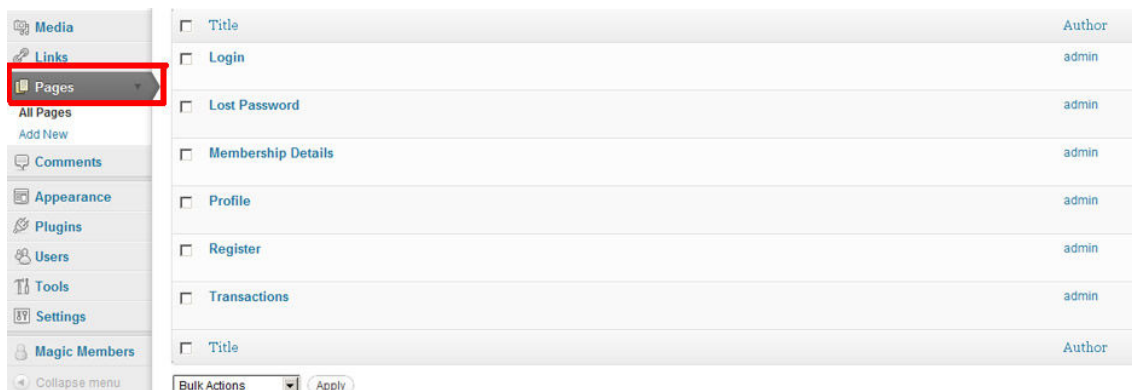 Media
Links
Pages
All Pages
Add New
Comments
Appearance
Plugins
Users
Tools
Settings
Magic Members
Collapse menu
Title Author
Login admin
Lost Password admin
Membership Details admin
Profile admin
Register admin
Transactions admin
Title Author
Bulk Actions Apply